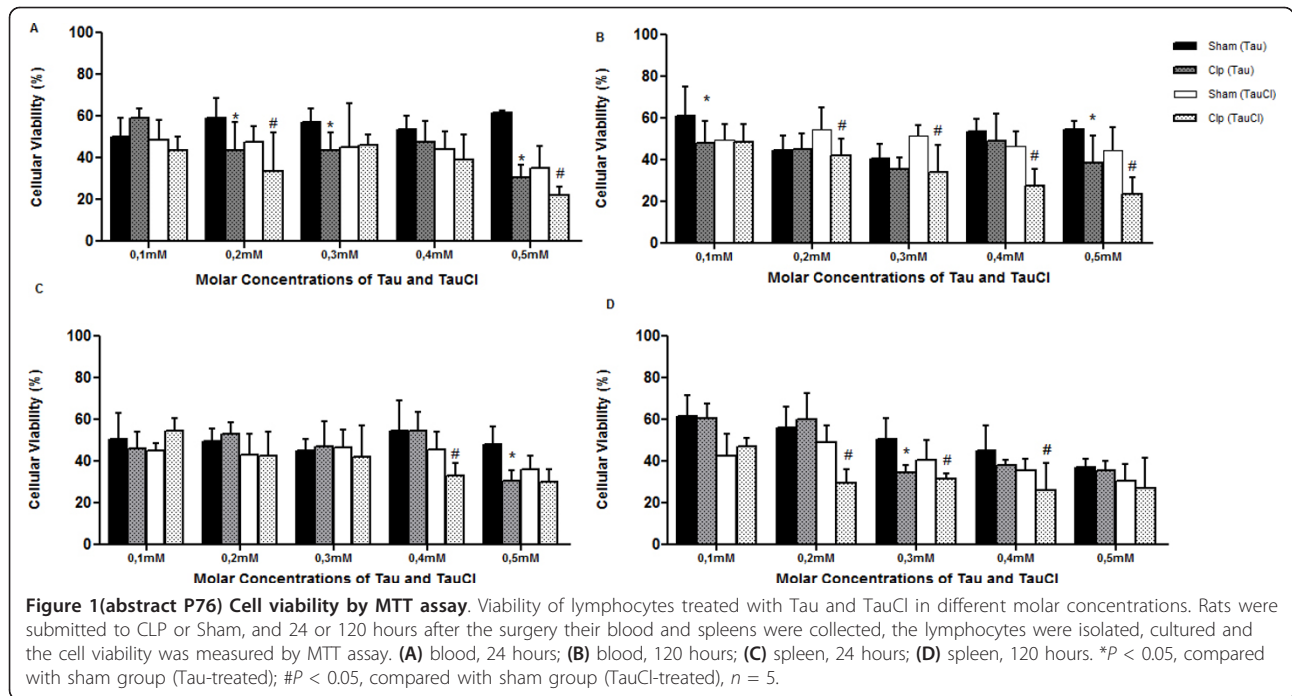 A
100
80
60
40
20
0
Cellular Viability (%)
* # * * #
0,1mM 0,2mM 0,3mM 0,4mM 0,5mM
Molar Concentrations of Tau and TauCl
B
100
80
60
40
20
0
Cellular Viability (%)
* # # # * #
0,1mM 0,2mM 0,3mM 0,4mM 0,5mM
Molar Concentrations of Tau and TauCl
Sham (Tau)
Clp (Tau)
Sham (TauCl)
Clp (TauCl)
C
100
80
60
40
20
0
Cellular Viability (%)
# *
0,1mM 0,2mM 0,3mM 0,4mM 0,5mM
Molar Concentrations of Tau and TauCl
D
100
80
60
40
20
0
Cellular Viability (%)
# * # #
0,1mM 0,2mM 0,3mM 0,4mM 0,5mM
Molar Concentrations of Tau and TauCl
Figure 1(abstract P76) Cell viability by MTT assay. Viability of lymphocytes treated with Tau and TauCl in different molar concentrations. Rats were
submitted to CLP or Sham, and 24 or 120 hours after the surgery their blood and spleens were collected, the lymphocytes were isolated, cultured and
the cell viability was measured by MTT assay. (A) blood, 24 hours; (B) blood, 120 hours; (C) spleen, 24 hours; (D) spleen, 120 hours. *P < 0.05, compared
with sham group (Tau-treated); #P < 0.05, compared with sham group (TauCl-treated), n = 5.